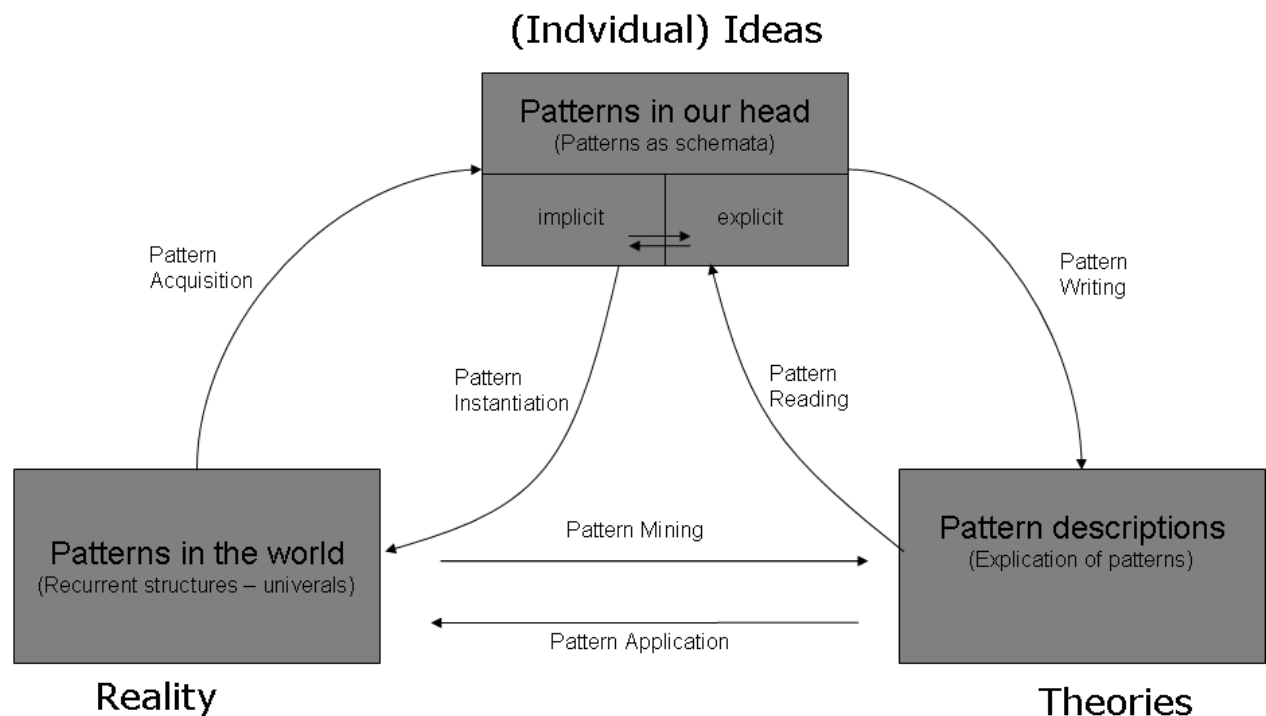 (Indvidual) Ideas
Patterns in our head
(Patterns as schemata)
implicit
explicit
Pattern
Acquisition
Pattern
Writing
Pattern
Instantiation
Pattern
Reading
Patterns in the world
(Recurrent structures – univerals)
Pattern Mining
Pattern Application
Pattern descriptions
(Explication of patterns)
Reality
Theories